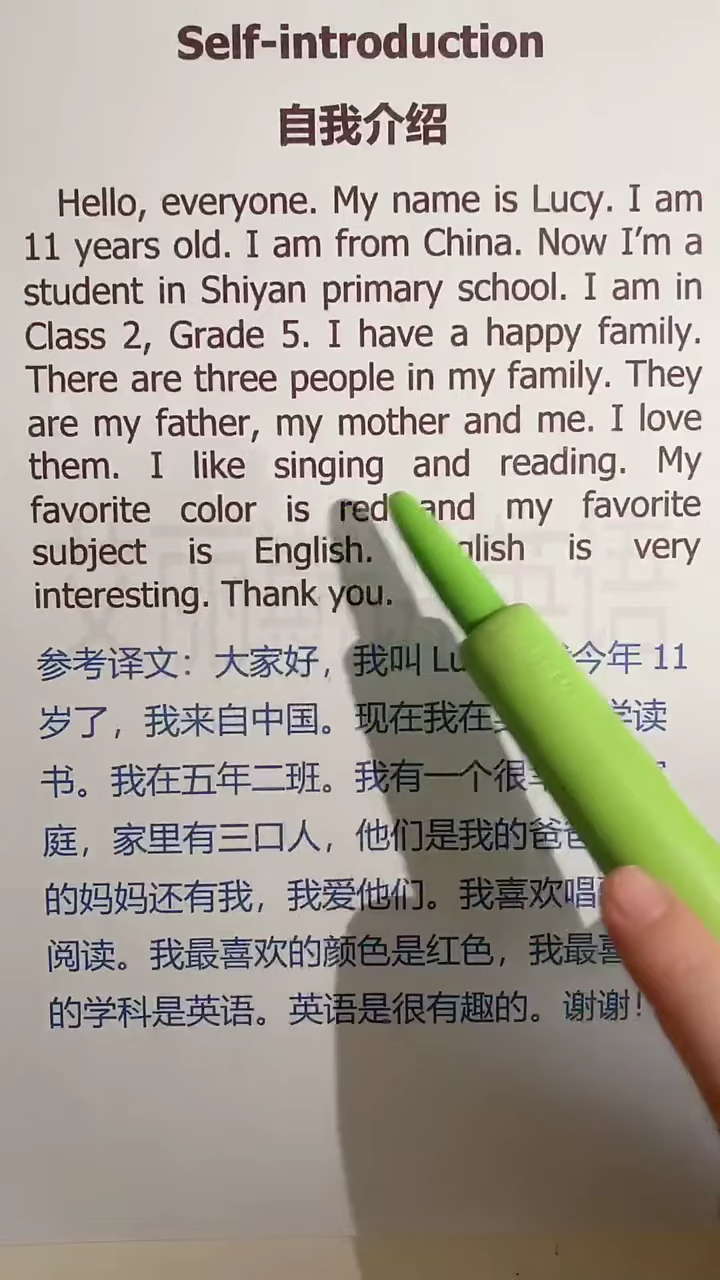 Self-introduction
自我介绍
Hello, everyone. My name is Lucy. I am
11 years old. I am from China. Now I'm a
student in Shiyan primary school. I am in
Class 2, Grade 5. I have a happy family.
There are three people in my family. They
are my father, my mother and me. I love
them. I like singing and reading. My
favorite color is red and my favorite
subject is English. is very
interesting. Thank you.
参考译文：大家好，我叫 今年 11
岁了，我来自中国。现在我在 学读
书。我在五年二班。我有一个很
庭，家里有三口人，他们是我的爸
的妈妈还有我，我爱他们。我喜欢唱
阅读。我最喜欢的颜色是红色，我最
的学科是英语。英语是很有趣的。谢谢！